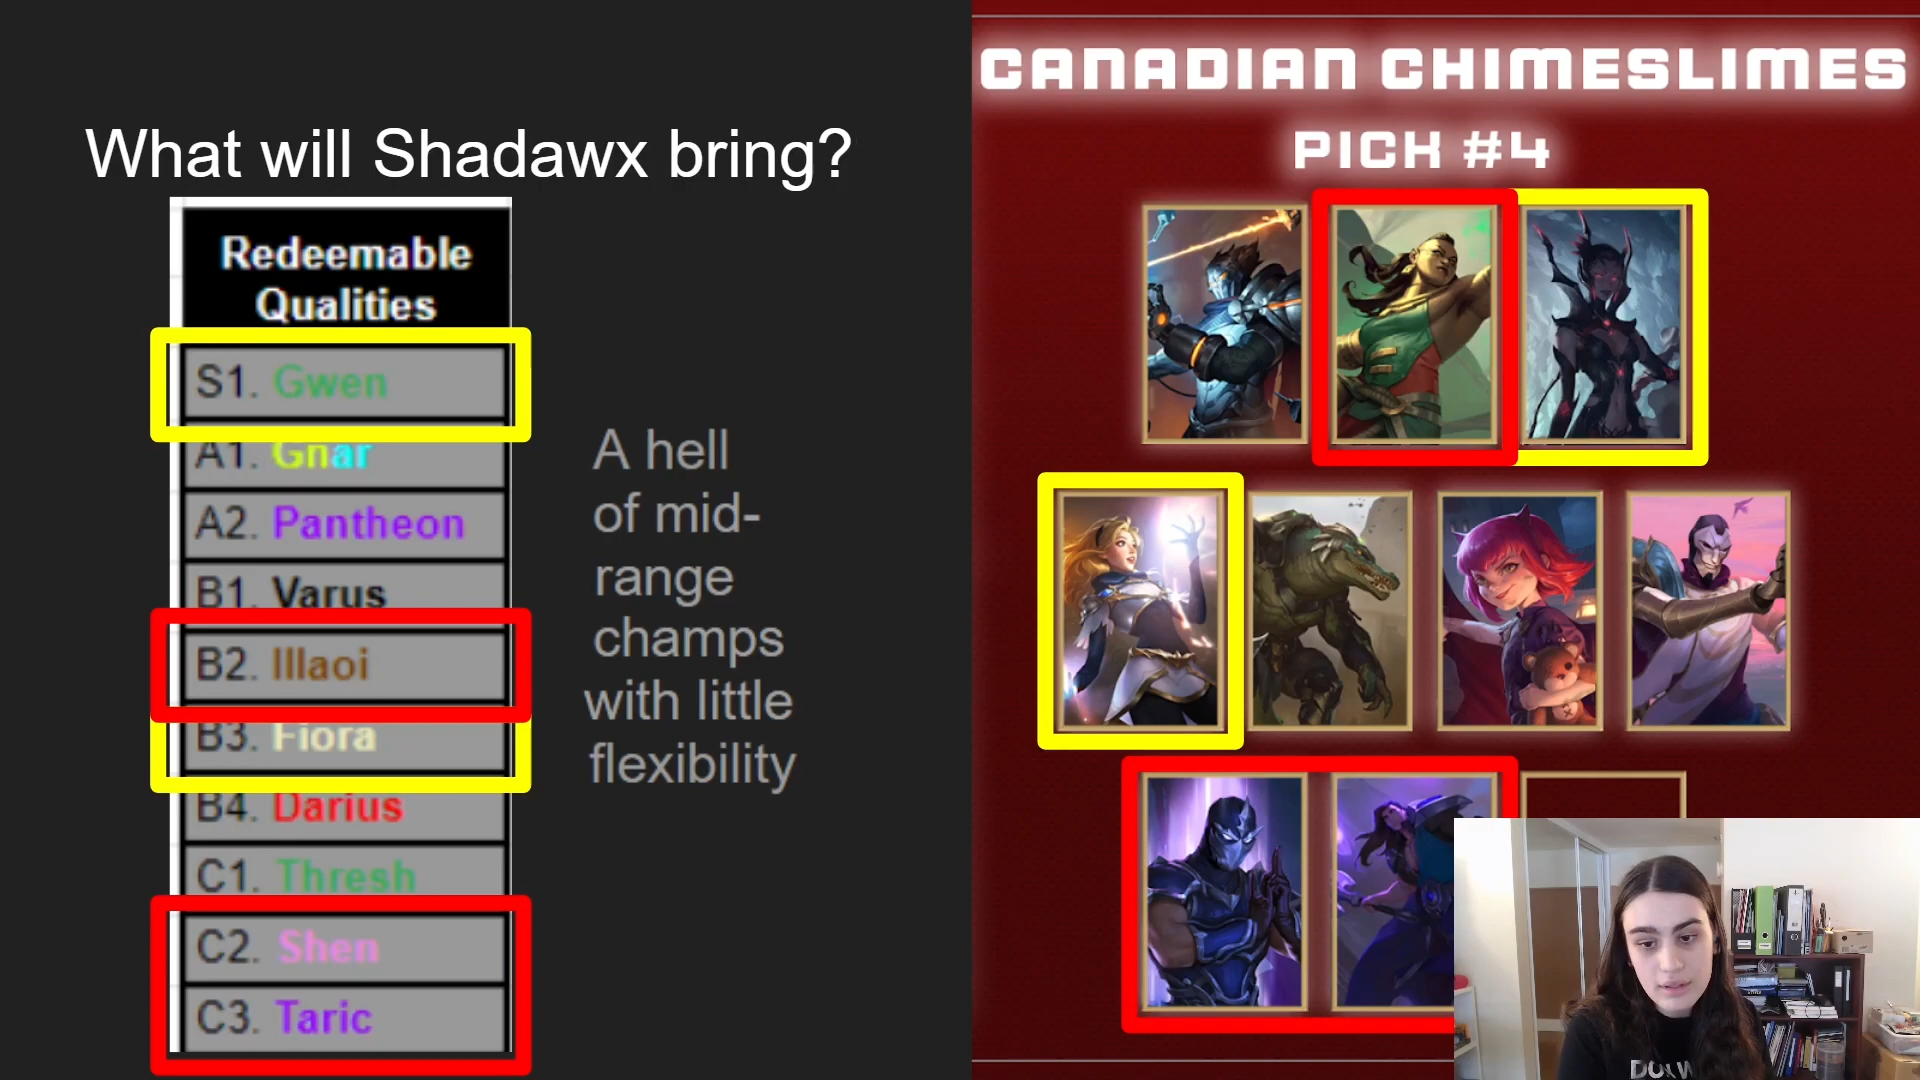 What will Shadawx bring?
Redeemable
Qualities
S1. Gwen
A1. Gnar
A2. Pantheon
B1. Varus
B2. Illaoi
B3. Fiora
B4. Darius
C1. Thresh
C2. Shen
C3. Taric
A hell
of mid-
range
champs
with little
flexibility
CANADIAN CHIMESLIMES
PICK #4